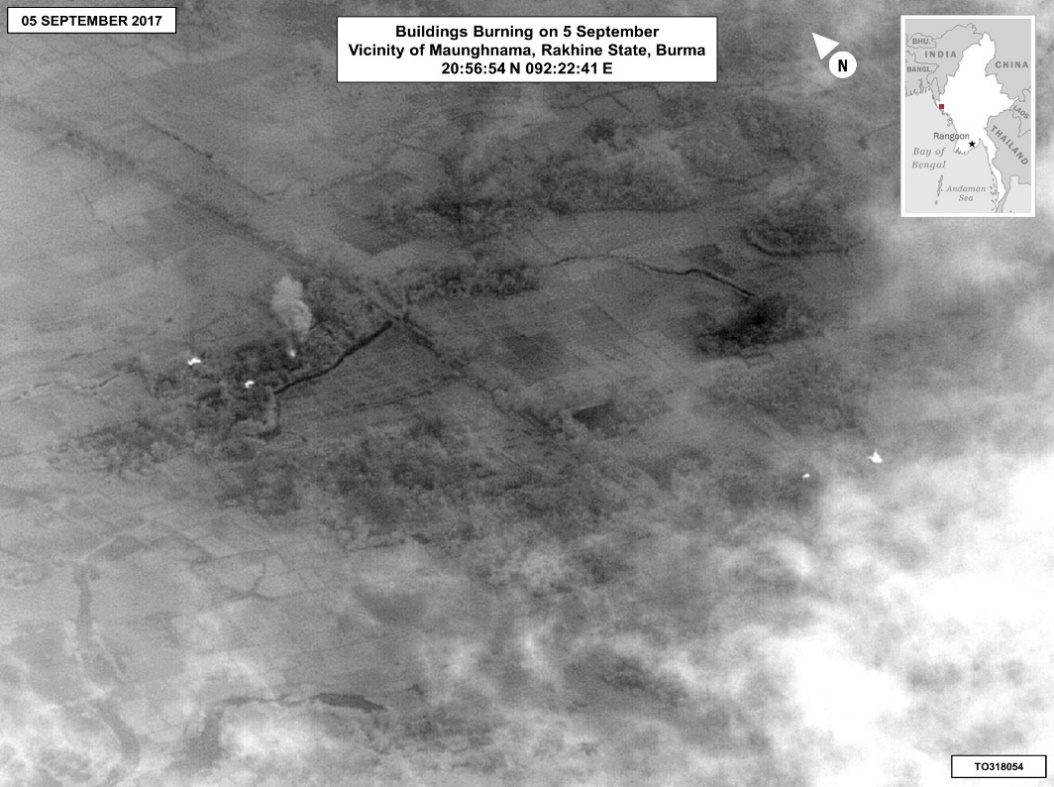 05 SEPTEMBER 2017
Buildings Burning on 5 September
Vicinity of Maunghnama, Rakhine State, Burma
20:56:54 N 092:22:41 E
N
BHU.
INDIA
CHINA
BANGL.
LAOS
Rangoon
THAILAND
Bay of
Bengal
Andaman
Sea
TO318054